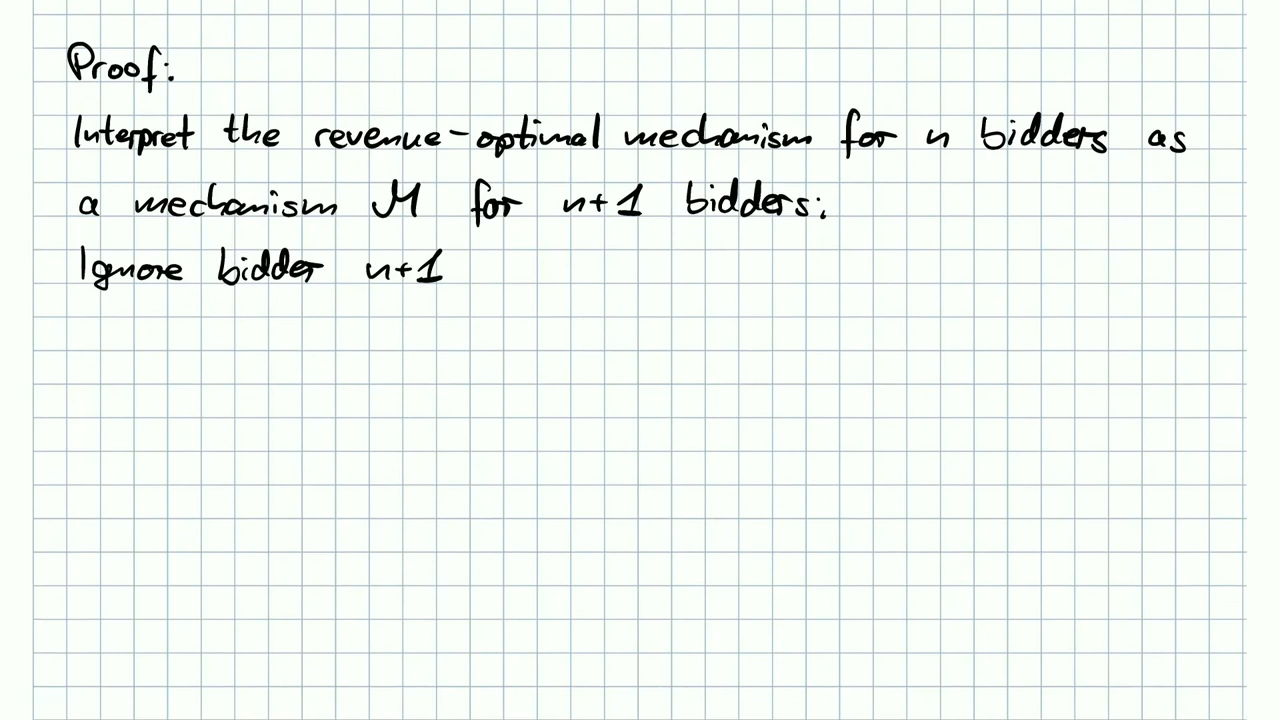 Proof:
Interpret the revenue-optimal mechanism for n bidders as
a mechanism M for n+1 bidders:
Ignore bidder n+1